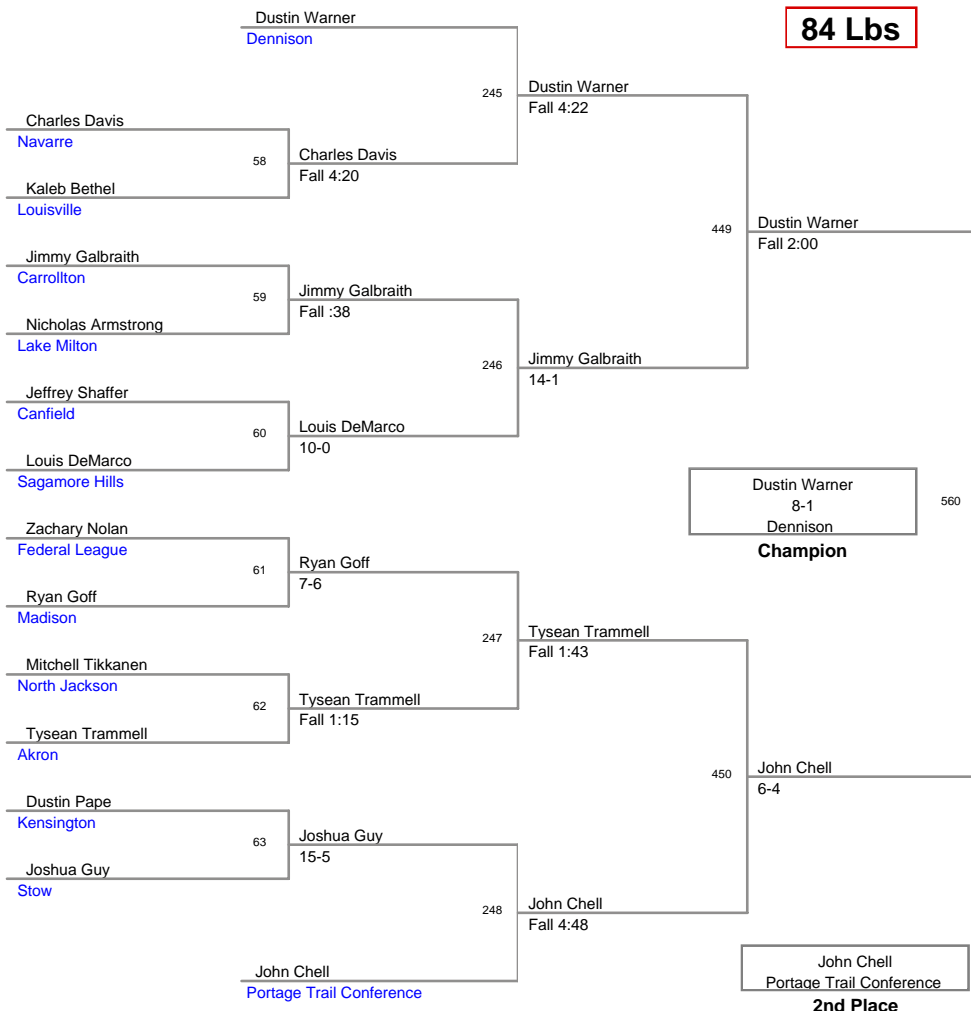 Dustin Warner
84 Lbs
Dennison
245
Dustin Warner
Fall 4:22
Charles Davis
Navarre
58
Charles Davis
Fall 4:20
Kaleb Bethel
Louisville
449
Dustin Warner
Fall 2:00
Jimmy Galbraith
Carrollton
59
Jimmy Galbraith
Fall :38
Nicholas Armstrong
Lake Milton
246
Jimmy Galbraith
14-1
Jeffrey Shaffer
Canfield
60
Louis DeMarco
10-0
Louis DeMarco
Sagamore Hills
Dustin Warner
8-1
Dennison
560
Champion
Zachary Nolan
Federal League
61
Ryan Goff
7-6
Ryan Goff
Madison
247
Tysean Trammell
Fall 1:43
Mitchell Tikkanen
North Jackson
62
Tysean Trammell
Fall 1:15
Tysean Trammell
Akron
450
John Chell
6-4
Dustin Pape
Kensington
63
Joshua Guy
15-5
Joshua Guy
Stow
248
John Chell
Fall 4:48
John Chell
Portage Trail Conference
John Chell
Portage Trail Conference
2nd Place